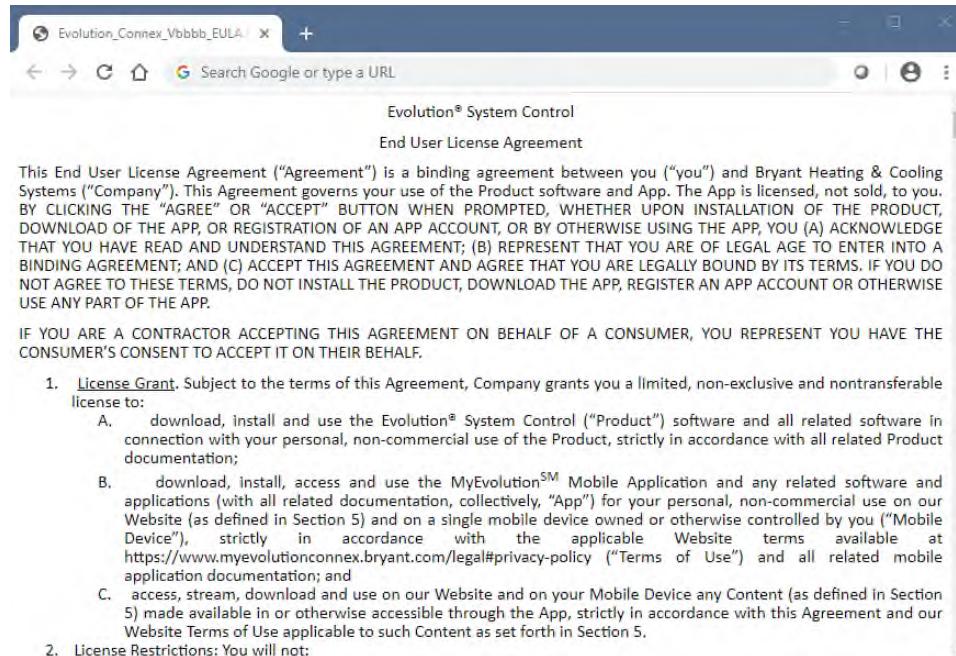 Evolution_Connex_Vbbbb_EULA
Search Google or type a URL
Evolution® System Control
End User License Agreement
This End User License Agreement (“Agreement”) is a binding agreement between you (“you”) and Bryant Heating & Cooling
Systems (“Company”). This Agreement governs your use of the Product software and App. The App is licensed, not sold, to you.
BY CLICKING THE “AGREE” OR “ACCEPT” BUTTON WHEN PROMPTED, WHETHER UPON INSTALLATION OF THE PRODUCT,
DOWNLOAD OF THE APP, OR REGISTRATION OF AN APP ACCOUNT, OR BY OTHERWISE USING THE APP, YOU (A) ACKNOWLEDGE
THAT YOU HAVE READ AND UNDERSTAND THIS AGREEMENT; (B) REPRESENT THAT YOU ARE OF LEGAL AGE TO ENTER INTO A
BINDING AGREEMENT; AND (C) ACCEPT THIS AGREEMENT AND AGREE THAT YOU ARE LEGALLY BOUND BY ITS TERMS. IF YOU DO
NOT AGREE TO THESE TERMS, DO NOT INSTALL THE PRODUCT, DOWNLOAD THE APP, REGISTER AN APP ACCOUNT OR OTHERWISE
USE ANY PART OF THE APP.
IF YOU ARE A CONTRACTOR ACCEPTING THIS AGREEMENT ON BEHALF OF A CONSUMER, YOU REPRESENT YOU HAVE THE
CONSUMER’S CONSENT TO ACCEPT IT ON THEIR BEHALF.
1. License Grant. Subject to the terms of this Agreement, Company grants you a limited, non-exclusive and nontransferable
license to:
A. download, install and use the Evolution® System Control (“Product”) software and all related software in
connection with your personal, non-commercial use of the Product, strictly in accordance with all related Product
documentation;
B. download, install, access and use the MyEvolutionSM Mobile Application and any related software and
applications (with all related documentation, collectively, “App”) for your personal, non-commercial use on our
Website (as defined in Section 5) and on a single mobile device owned or otherwise controlled by you (“Mobile
Device”), strictly in accordance with the applicable Website terms available at
https://www.myevolutionconnex.bryant.com/legal#privacy-policy (“Terms of Use”) and all related mobile
application documentation; and
C. access, stream, download and use on our Website and on your Mobile Device any Content (as defined in Section
5) made available in or otherwise accessible through the App, strictly in accordance with this Agreement and our
Website Terms of Use applicable to such Content as set forth in Section 5.
2. License Restrictions: You will not: